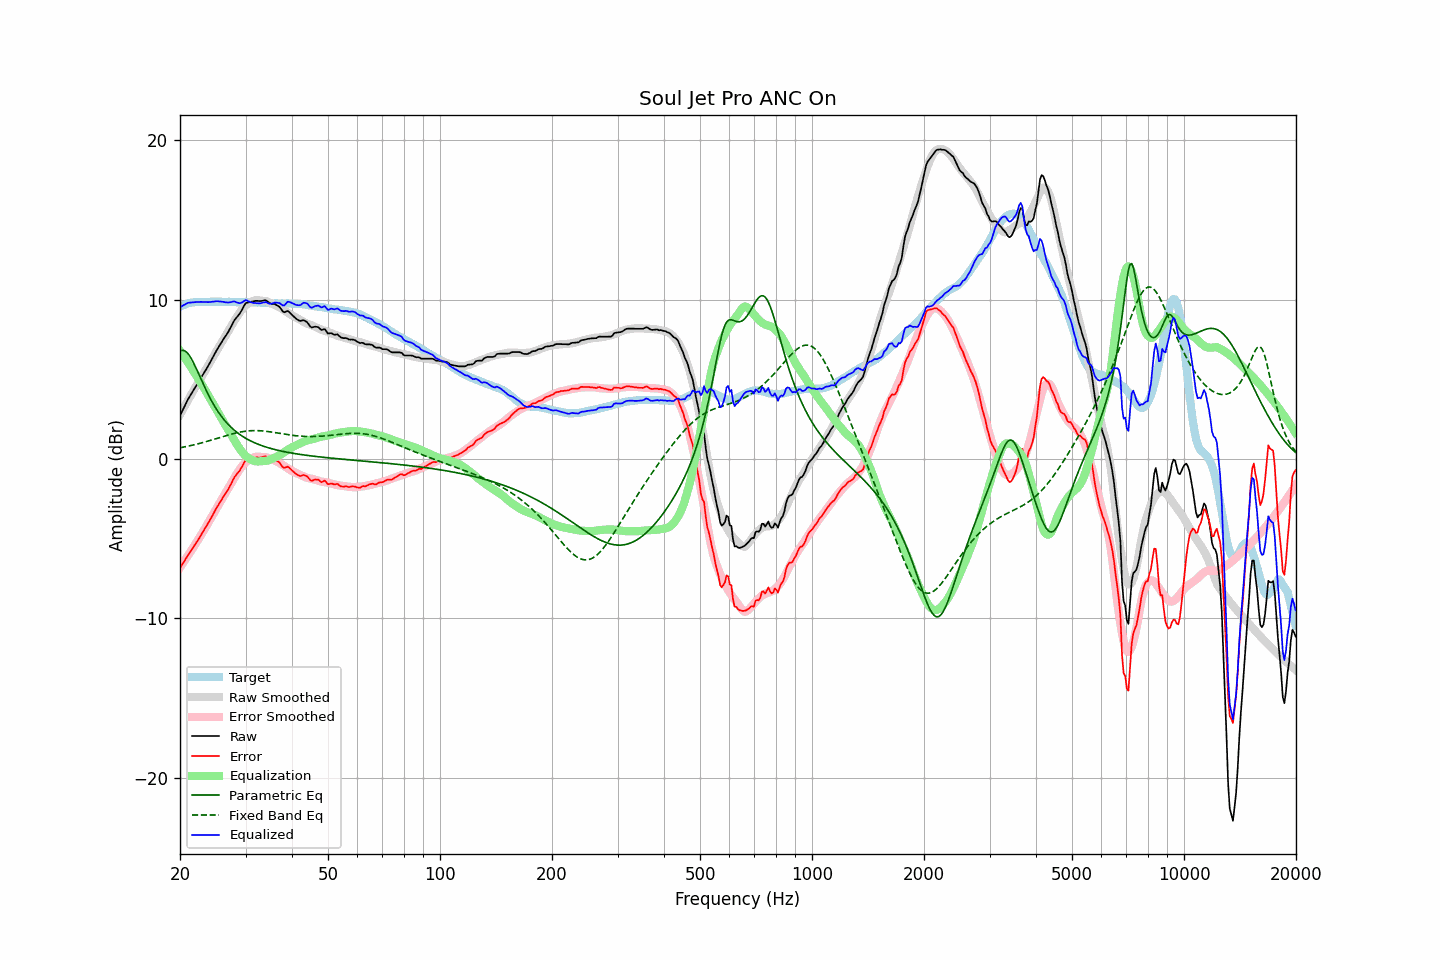 Soul Jet Pro ANC On
20
10
0
−10
−20
Amplitude (dBr)
Target
Raw Smoothed
Error Smoothed
Raw
Error
Equalization
Parametric Eq
Fixed Band Eq
Equalized
20 50 100 200 500 1000 2000 5000 10000 20000
Frequency (Hz)